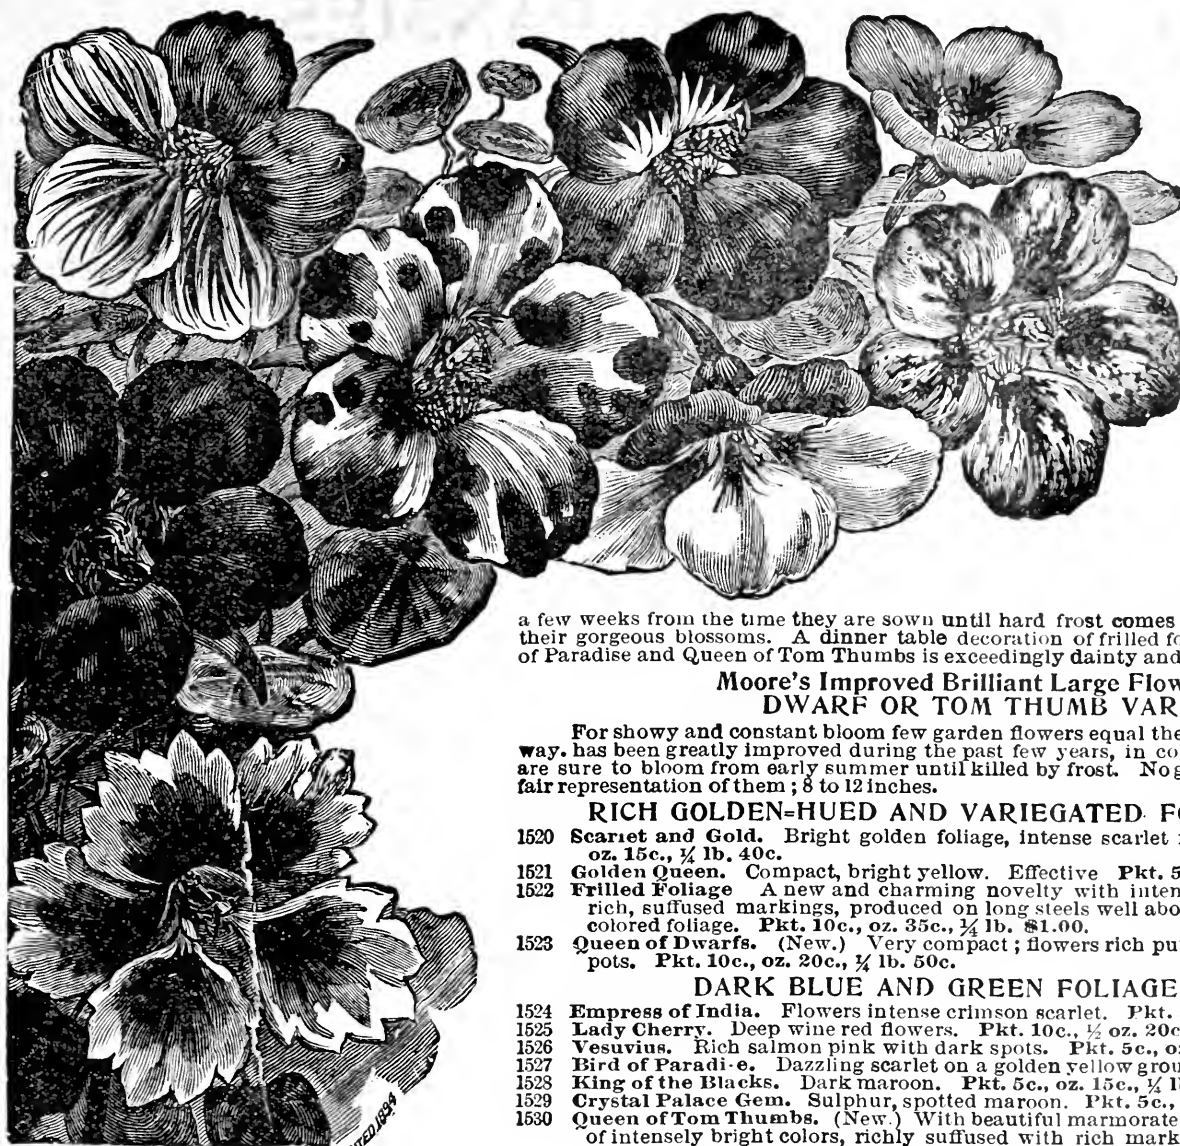 a few weeks from the time they are sown until hard frost comes
their gorgeous blossoms. A dinner table decoration of frilled fo
of Paradise and Queen of Tom Thumbs is exceedingly dainty and
Moore's Improved Brilliant Large Flow
DWARF OR TOM THUMB VAR
For showy and constant bloom few garden flowers equal the
way. has been greatly improved during the past few years, in co
are sure to bloom from early summer until killed by frost. No g
fair representation of them; 8 to 12 inches.
RICH GOLDEN=HUED AND VARIEGATED FO
1520 Scarlet and Gold. Bright golden foliage, intense scarlet
oz. 15c., ¼ lb. 40c.
1521 Golden Queen. Compact, bright yellow. Effective Pkt. 5
1522 Frilled Foliage A new and charming novelty with inten
rich, suffused markings, produced on long steels well abo
colored foliage. Pkt. 10c., oz. 35c., ¼ lb. $1.00.
1523 Queen of Dwarfs. (New.) Very compact; flowers rich pu
pots. Pkt. 10c., oz. 20c., ¼ lb. 50c.
DARK BLUE AND GREEN FOLIAGE
1524 Empress of India. Flowers intense crimson scarlet. Pkt.
1525 Lady Cherry. Deep wine red flowers. Pkt. 10c., ½ oz. 20c
1526 Vesuvius. Rich salmon pink with dark spots. Pkt. 5c., o
1527 Bird of Paradi-e. Dazzling scarlet on a golden yellow grou
1528 King of the Blacks. Dark maroon. Pkt. 5c., oz. 15c., ¼ l
1529 Crystal Palace Gem. Sulphur, spotted maroon. Pkt. 5c.,
1530 Queen of Tom Thumbs. (New.) With beautiful marmorate
of intensely bright colors, richly suffused with rich mark
TED 1894